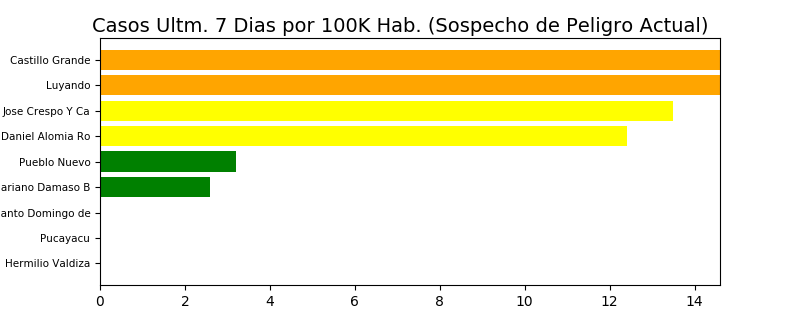 Casos Ultm. 7 Dias por 100K Hab. (Sospecho de Peligro Actual)
Castillo Grande
Luyando
Jose Crespo Y Ca
Daniel Alomia Ro
Pueblo Nuevo
ariano Damaso B
anto Domingo de
Pucayacu
Hermilio Valdiza
0 2 4 6 8 10 12 14